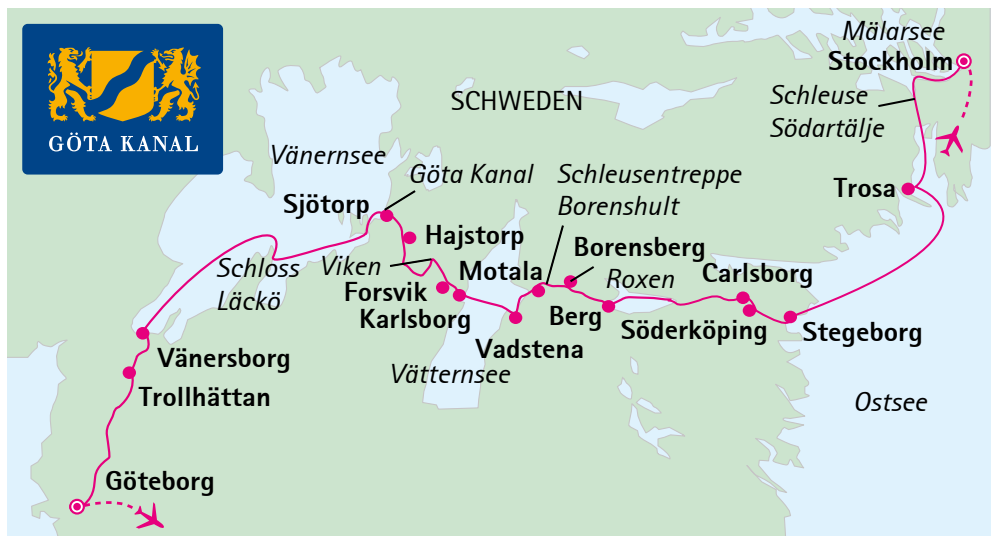 GÖTA KANAL
Mälarsee
Stockholm
SCHWEDEN
Schleuse
Södartälje
Vänernsee
Göta Kanal
Schleusentreppe
Borenshult
Trosa
Sjötorp
Hajstorp
Borensberg
Schloss
Läckö
Viken
Motala
Roxen
Carlsborg
Forsvik
Karlsborg
Berg
Söderköping
Stegeborg
Vadstena
Vänersborg
Vätternsee
Trollhättan
Ostsee
Göteborg